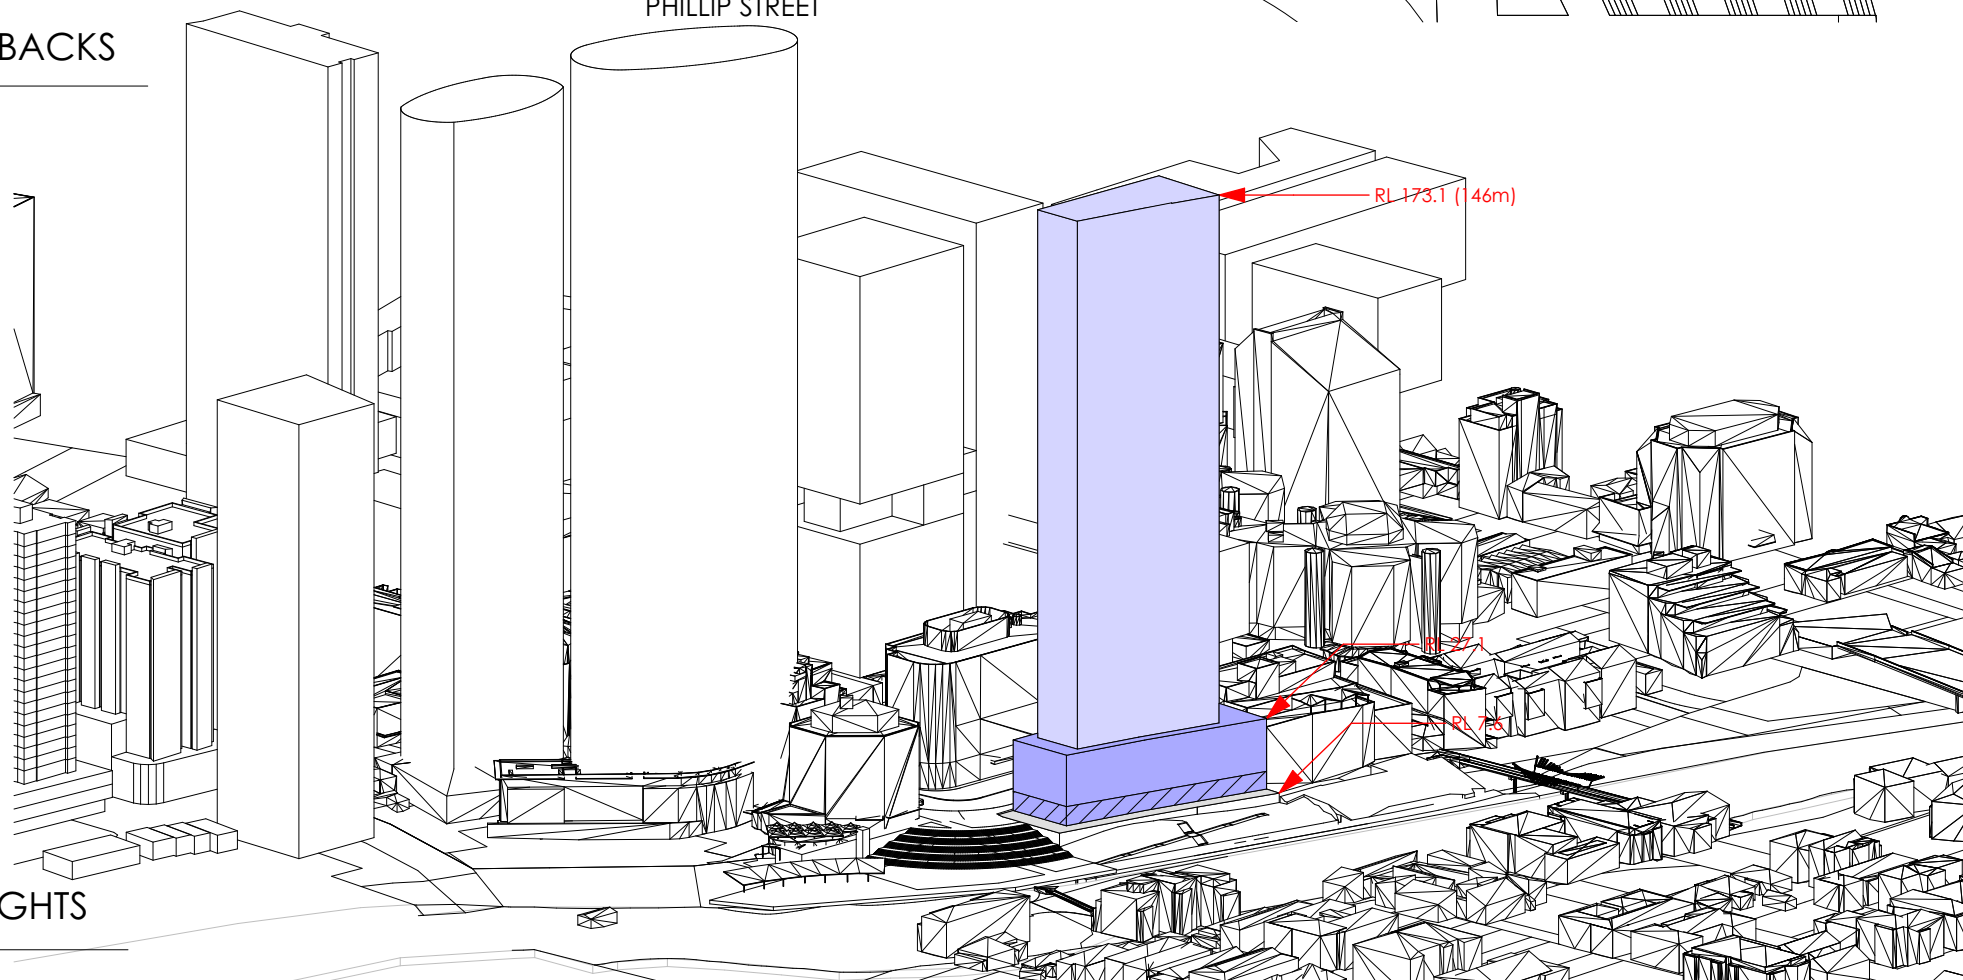 PHILLIP STREET
BACKS
RL 173.1 (146m)
RL 27.1
RL 7.6
GHTS